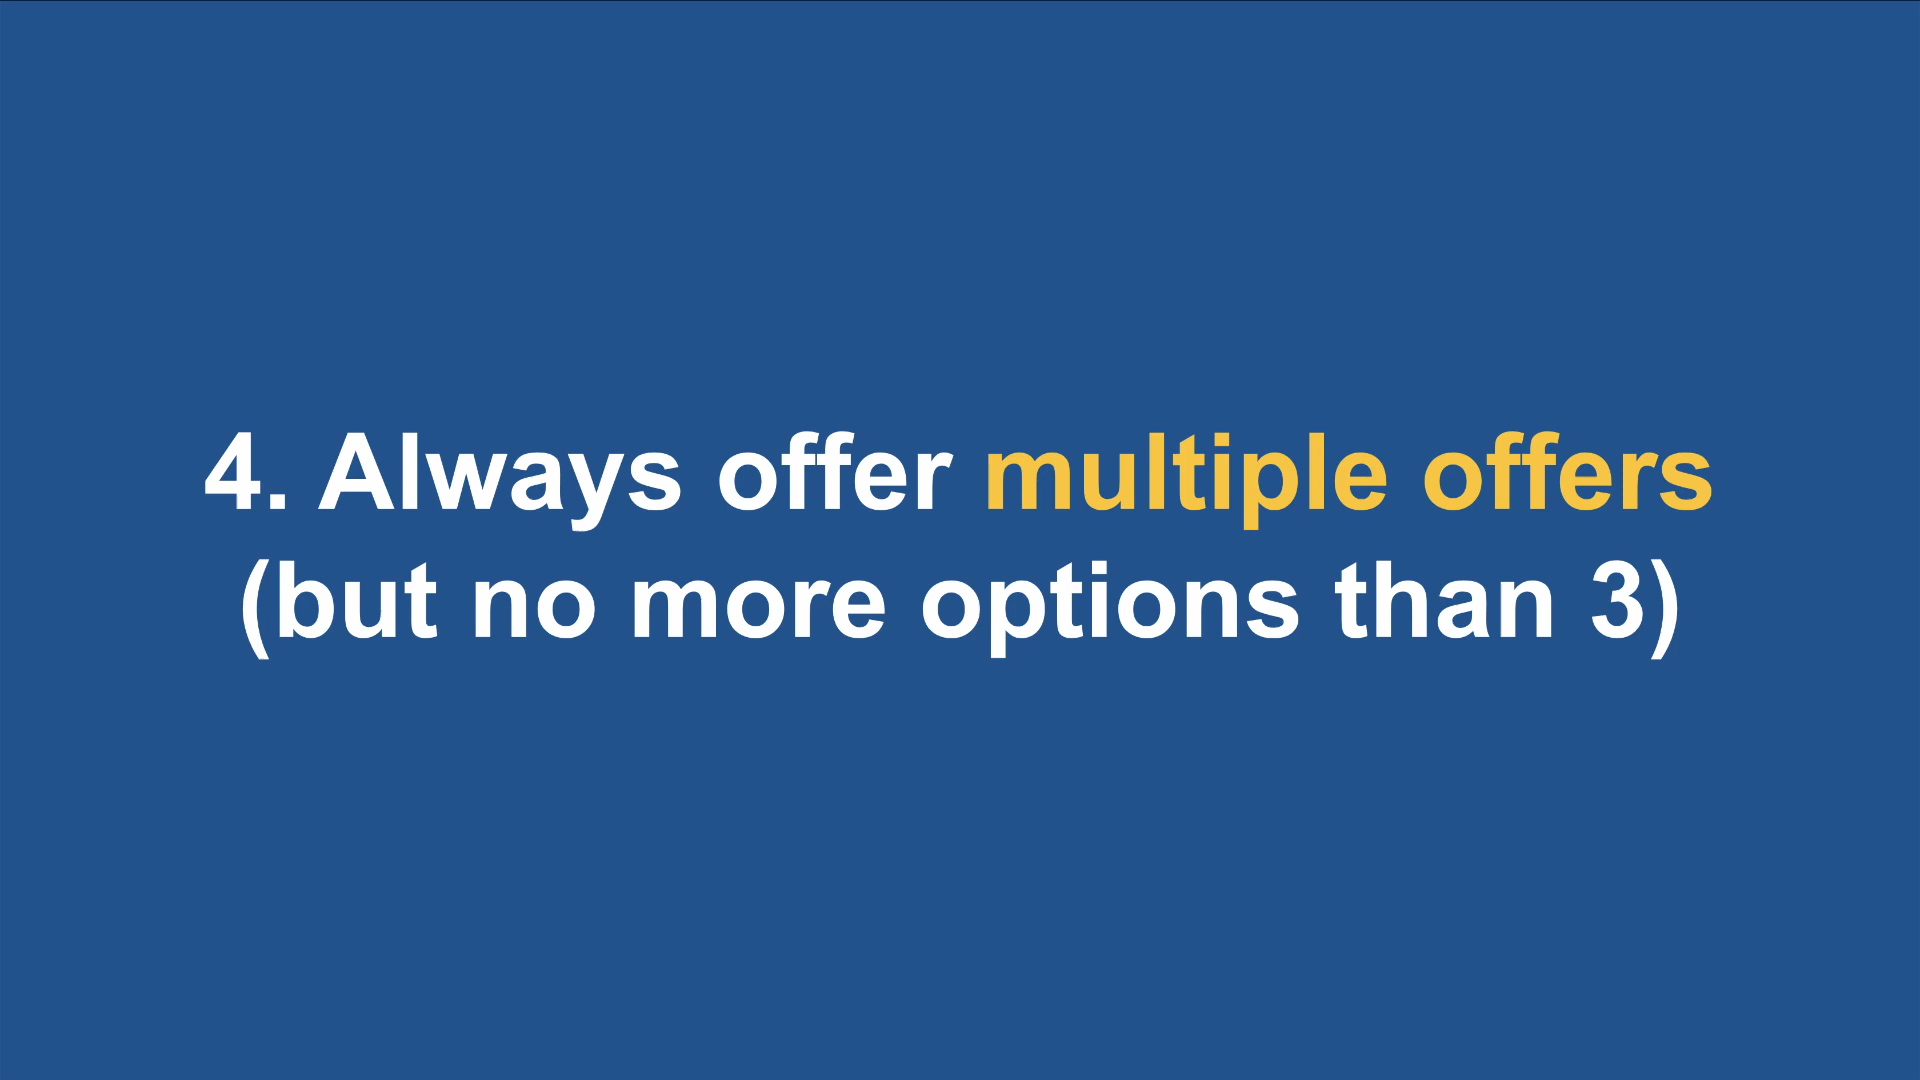 4. Always offer multiple offers
(but no more options than 3)